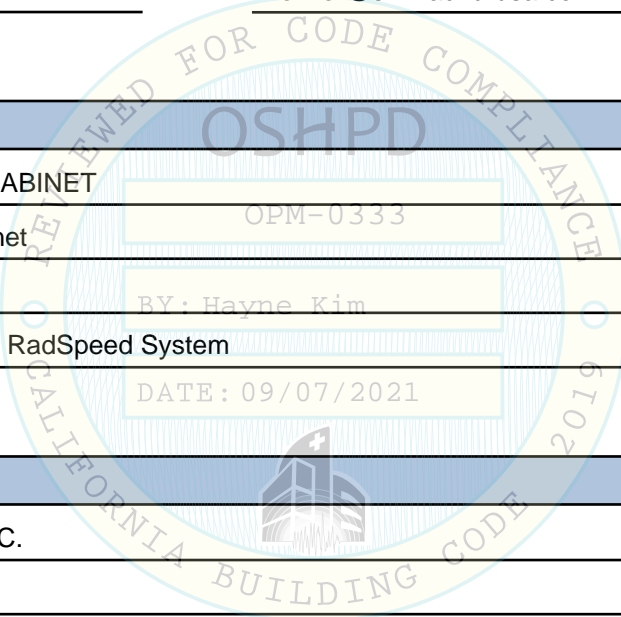 REVIEWED FOR CODE COMPLIANCE
OSHPD
ABINET
OPM-0333
net
BY: Hayne Kim
RadSpeed System
DATE: 09/07/2021
C.
CALIFORNIA BUILDING CODE 2019